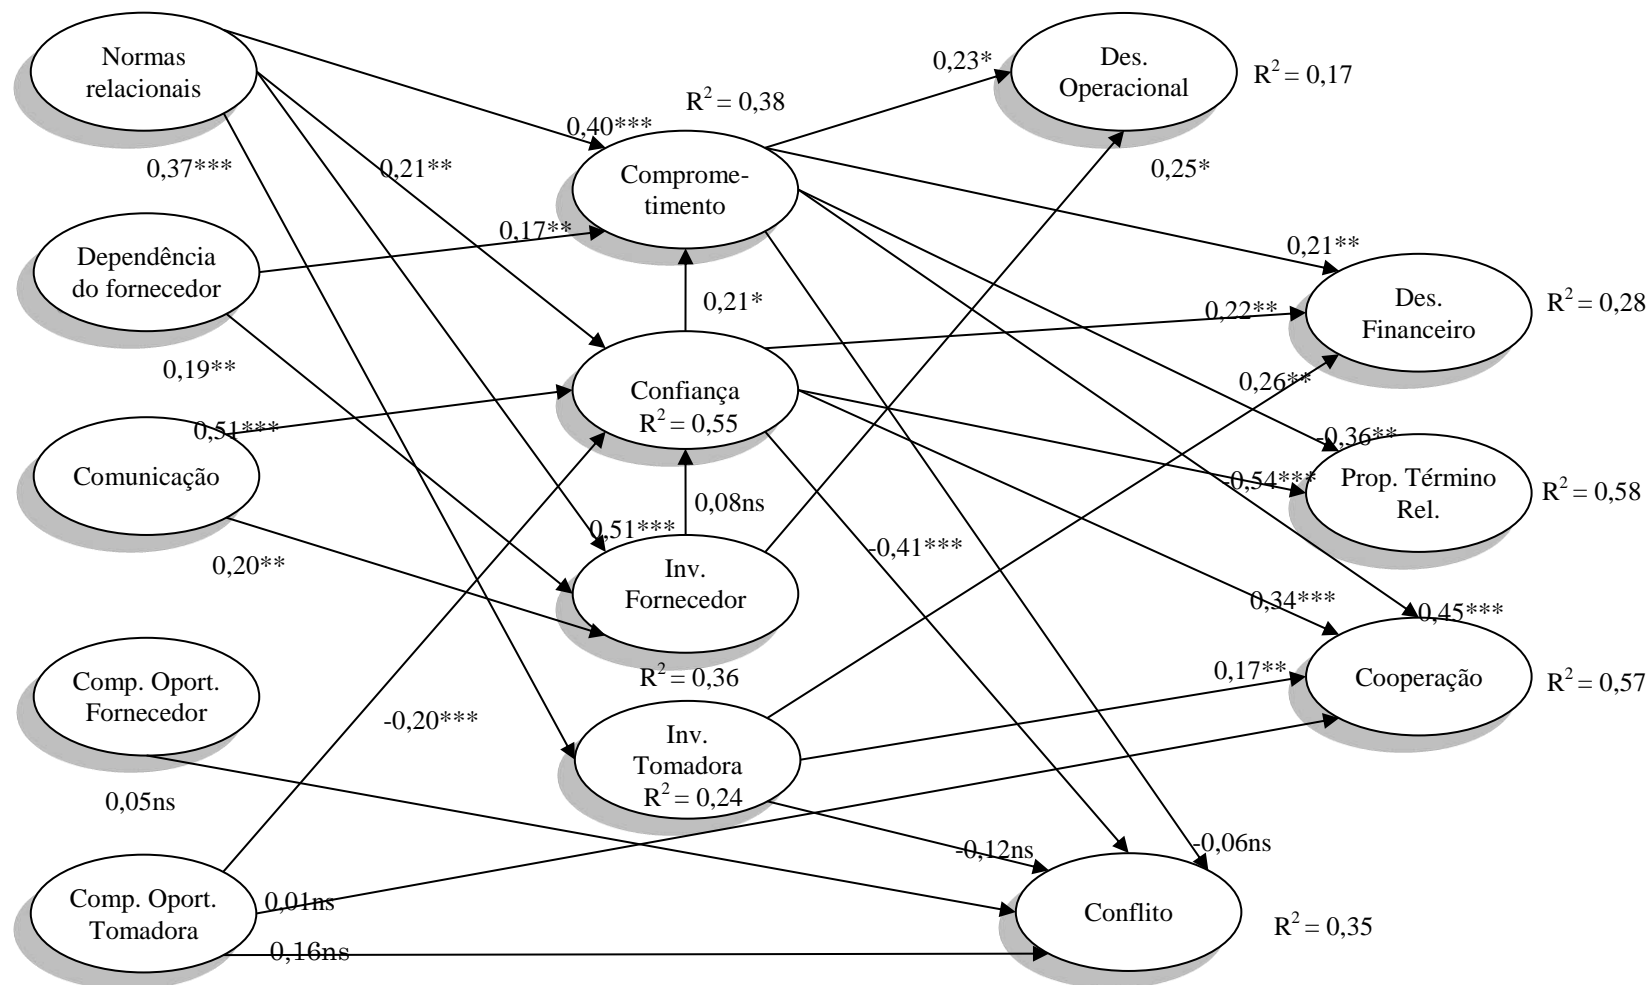 Normas
relacionais
0,37***
Dependência
do fornecedor
0,19**
Comunicação
0,51***
0,20**
Comp. Oport.
Fornecedor
0,05ns
Comp. Oport.
Tomadora
0,01ns
0,16ns
-0,20***
0,40***
0,21**
0,17**
R² = 0,38
Comprome-
timento
0,21*
Confiança
R² = 0,55
0,08ns
0,51***
Inv.
Fornecedor
R² = 0,36
Inv.
Tomadora
R² = 0,24
0,23*
Des.
Operacional
R² = 0,17
0,25*
0,21**
0,22**
Des.
Financeiro
R² = 0,28
0,26**
-0,36**
-0,54***
Prop. Término
Rel.
R² = 0,58
-0,41***
0,34***
0,45***
0,17**
Cooperação
R² = 0,57
-0,12ns
-0,06ns
Conflito
R² = 0,35